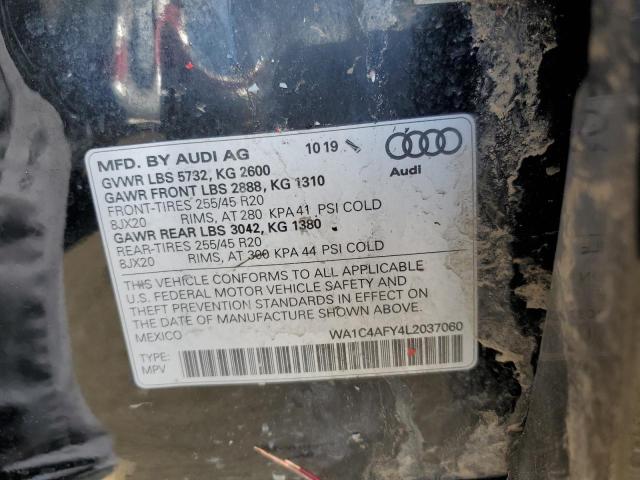 MFD. BY AUDI AG 10 19
GVWR LBS 5732, KG 2600
GAWR FRONT LBS 2888, KG 1310
FRONT-TIRES 255/45 R20
8JX20 RIMS, AT 280 KPA 41 PSI COLD
GAWR REAR LBS 3042, KG 1380
REAR-TIRES 255/45 R20
8JX20 RIMS, AT 300 KPA 44 PSI COLD
Audi
THIS VEHICLE CONFORMS TO ALL APPLICABLE
U.S. FEDERAL MOTOR VEHICLE SAFETY AND
THEFT PREVENTION STANDARDS IN EFFECT ON
THE DATE OF MANUFACTURE SHOWN ABOVE.
MEXICO
WA1C4AFY4L2037060
TYPE:
MPV